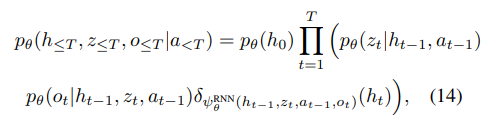 p_θ(h_{≤T}, z_{≤T}, o_{≤T}|a_{<T}) = p_θ(h_0) ∏_{t=1}^{T} ( p_θ(z_t|h_{t−1}, a_{t−1})
p_θ(o_t|h_{t−1}, z_t, a_{t−1}) δ_{ψ_θ^{RNN}(h_{t−1}, z_t, a_{t−1}, o_t)}(h_t) ), (14)